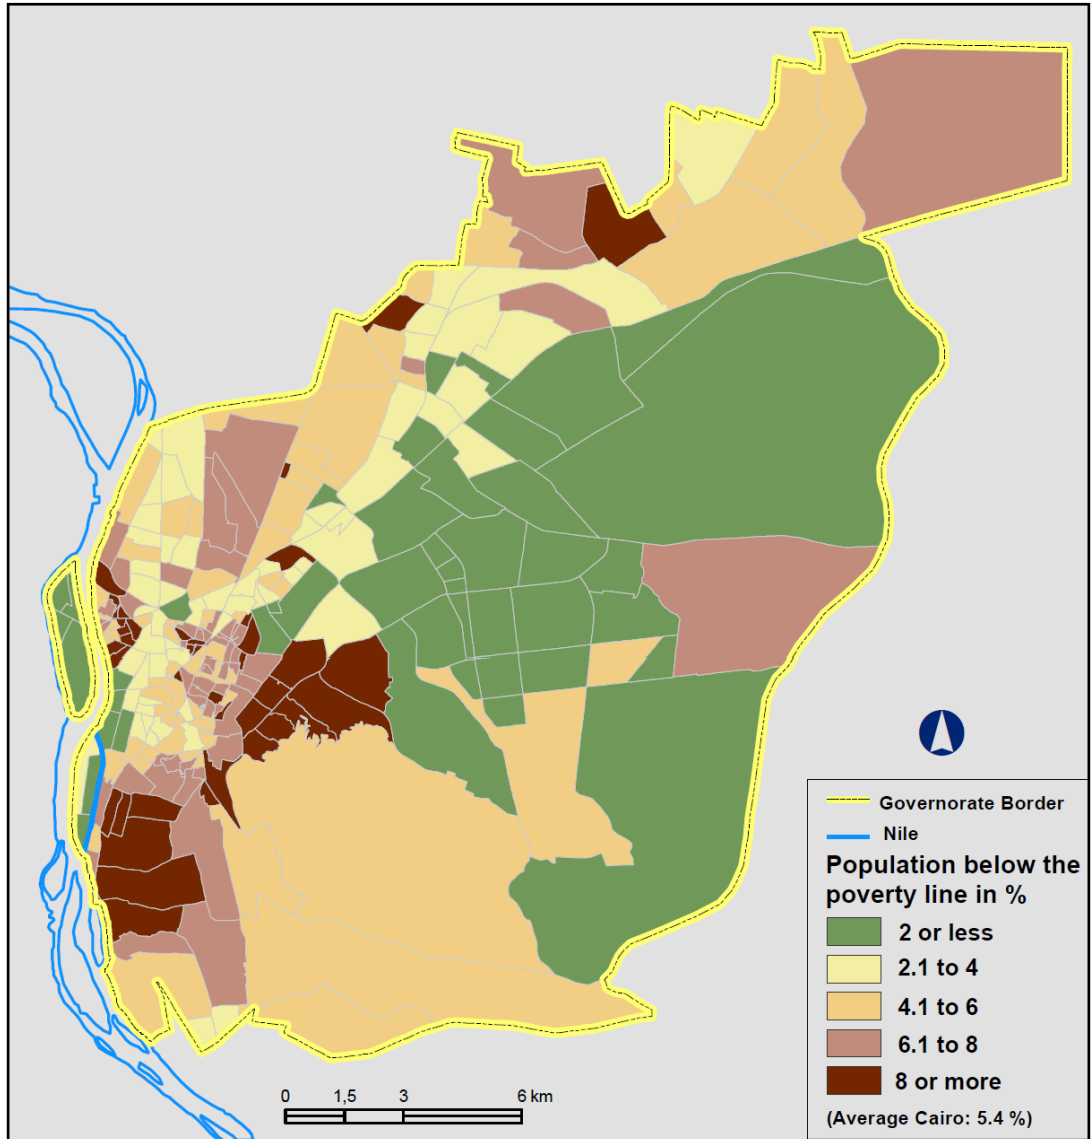 Governorate Border
Nile
Population below the
poverty line in %
2 or less
2.1 to 4
4.1 to 6
6.1 to 8
8 or more
(Average Cairo: 5.4 %)
0 1,5 3 6 km